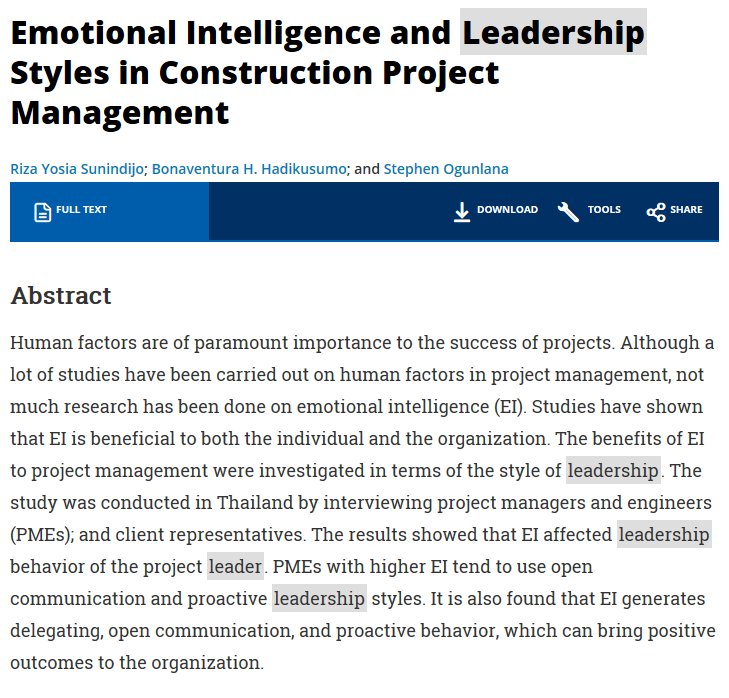 Emotional Intelligence and Leadership
Styles in Construction Project
Management
Riza Yosia Sunindijo; Bonaventura H. Hadikusumo; and Stephen Ogunlana
FULL TEXT DOWNLOAD TOOLS SHARE
Abstract
Human factors are of paramount importance to the success of projects. Although a
lot of studies have been carried out on human factors in project management, not
much research has been done on emotional intelligence (EI). Studies have shown
that EI is beneficial to both the individual and the organization. The benefits of EI
to project management were investigated in terms of the style of leadership. The
study was conducted in Thailand by interviewing project managers and engineers
(PMEs); and client representatives. The results showed that EI affected leadership
behavior of the project leader. PMEs with higher EI tend to use open
communication and proactive leadership styles. It is also found that EI generates
delegating, open communication, and proactive behavior, which can bring positive
outcomes to the organization.